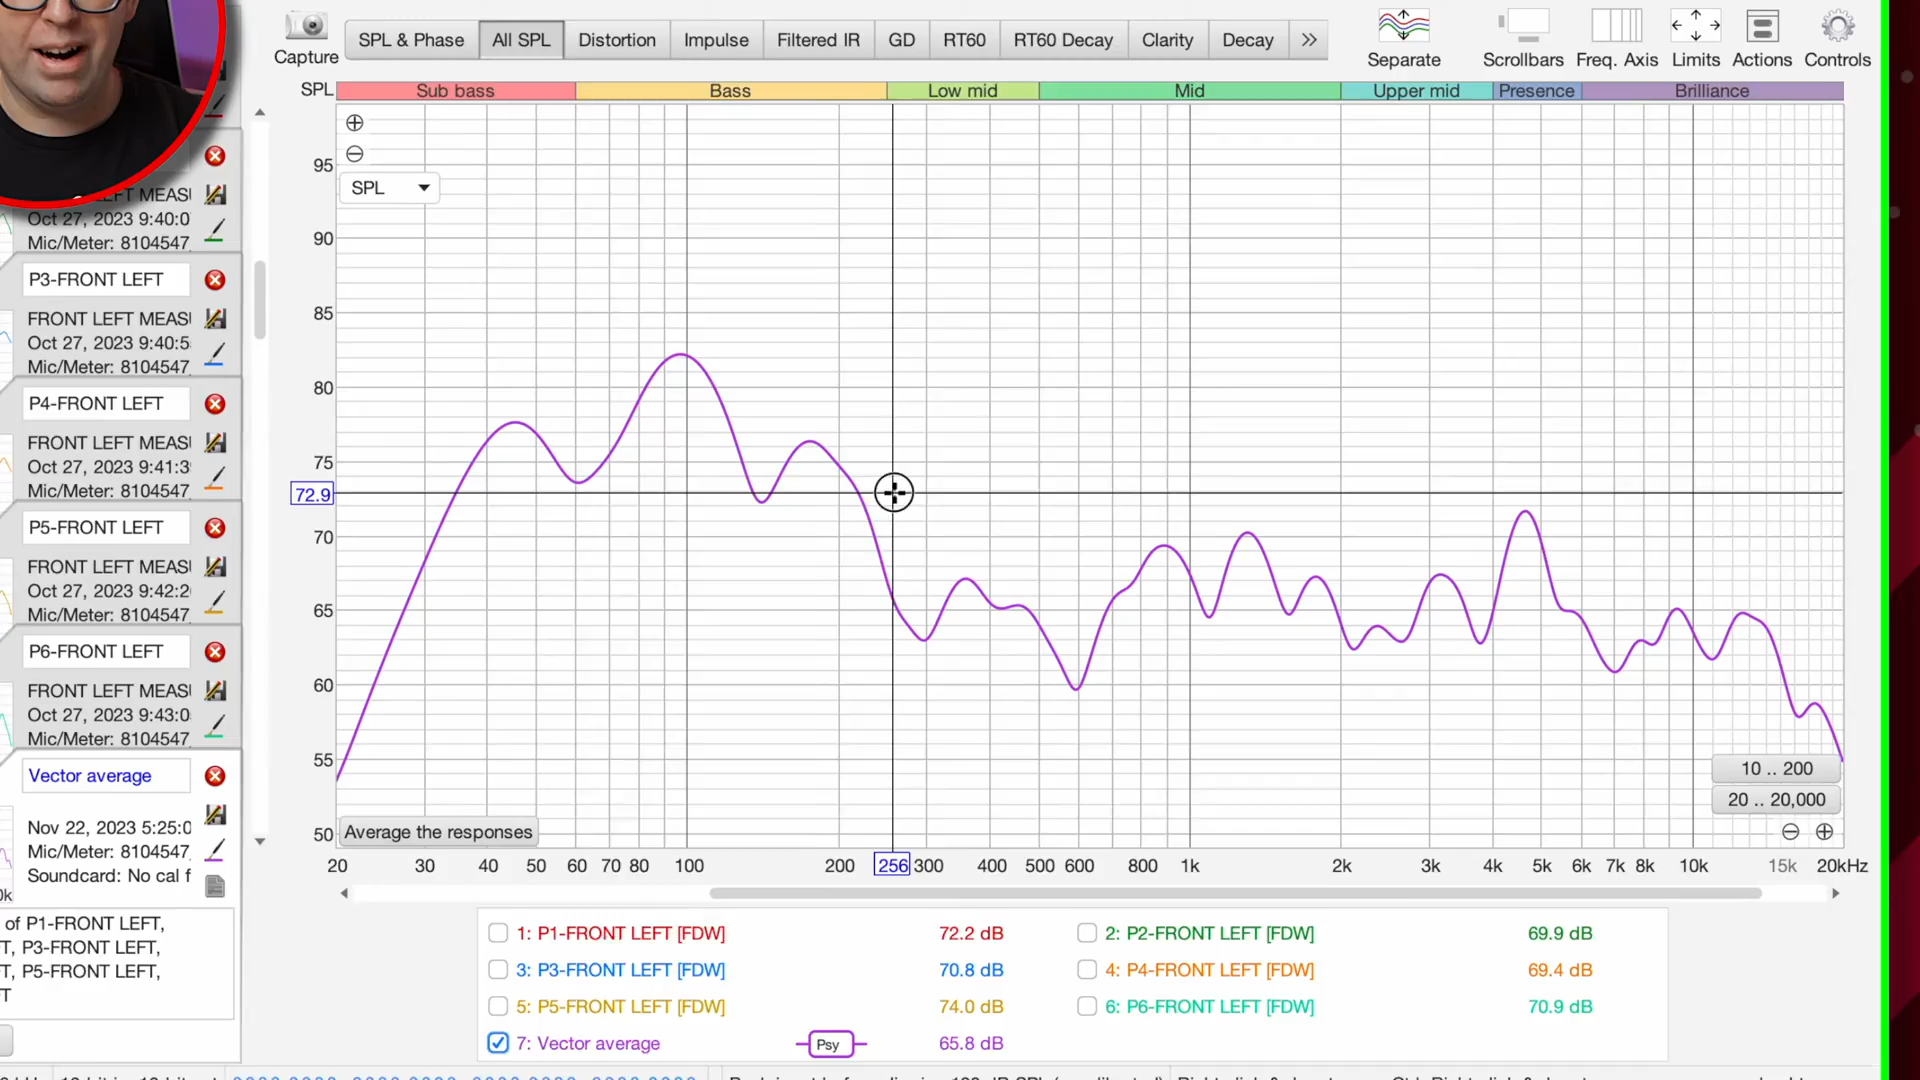 Capture
SPL & Phase
All SPL
Distortion
Impulse
Filtered IR
GD
RT60
RT60 Decay
Clarity
Decay
Separate
Scrollbars
Freq. Axis
Limits
Actions
Controls
SPL
Sub bass
Bass
Low mid
Mid
Upper mid
Presence
Brilliance
SPL
95
90
85
80
75
72.9
70
65
60
55
50
LEFT MEASU
Oct 27, 2023 9:40:0
Mic/Meter: 8104547
P3-FRONT LEFT
FRONT LEFT MEASU
Oct 27, 2023 9:40:5
Mic/Meter: 8104547
P4-FRONT LEFT
FRONT LEFT MEASU
Oct 27, 2023 9:41:3
Mic/Meter: 8104547
P5-FRONT LEFT
FRONT LEFT MEASU
Oct 27, 2023 9:42:2
Mic/Meter: 8104547
P6-FRONT LEFT
FRONT LEFT MEASU
Oct 27, 2023 9:43:0
Mic/Meter: 8104547
Vector average
Nov 22, 2023 5:25:0
Mic/Meter: 8104547
Soundcard: No cal f
of P1-FRONT LEFT,
T, P3-FRONT LEFT,
T, P5-FRONT LEFT,
10 .. 200
20 .. 20,000
Average the responses
20 30 40 50 60 70 80 100 200 256 300 400 500 600 800 1k 2k 3k 4k 5k 6k 7k 8k 10k 15k 20kHz
1: P1-FRONT LEFT [FDW] 72.2 dB
2: P2-FRONT LEFT [FDW] 69.9 dB
3: P3-FRONT LEFT [FDW] 70.8 dB
4: P4-FRONT LEFT [FDW] 69.4 dB
5: P5-FRONT LEFT [FDW] 74.0 dB
6: P6-FRONT LEFT [FDW] 70.9 dB
7: Vector average Psy 65.8 dB